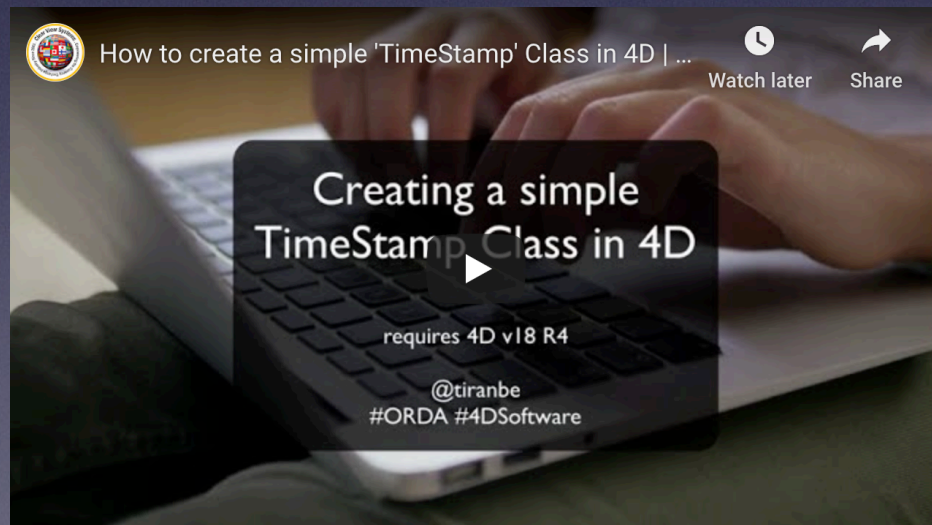 How to create a simple 'TimeStamp' Class in 4D | ...
Watch later
Share
Creating a simple
TimeStamp Class in 4D
requires 4D v18 R4
@tiranbe
#ORDA #4DSoftware